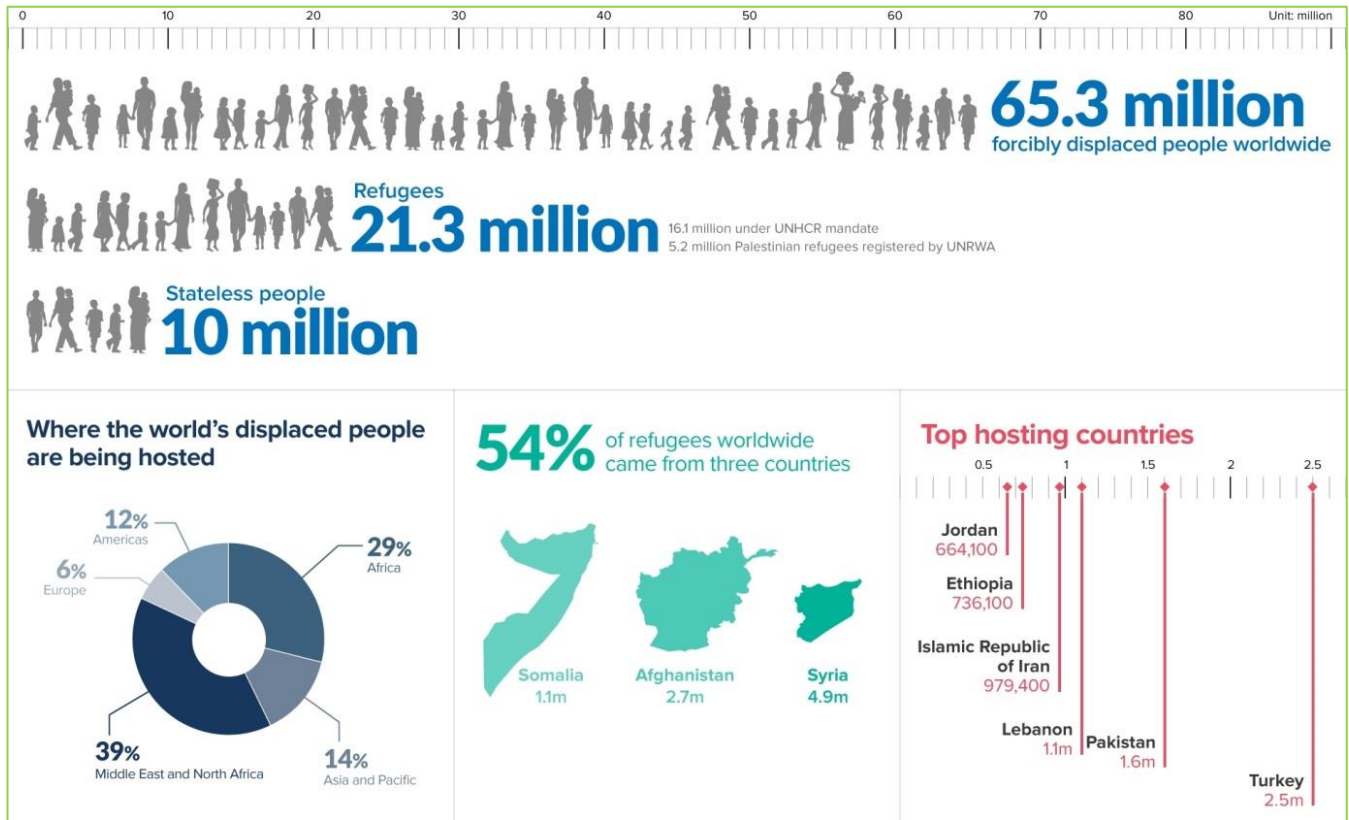 0 10 20 30 40 50 60 70 80 Unit: million
65.3 million
forcibly displaced people worldwide
Refugees
21.3 million
16.1 million under UNHCR mandate
5.2 million Palestinian refugees registered by UNRWA
Stateless people
10 million
Where the world's displaced people
are being hosted
12%
Americas
29%
Africa
6%
Europe
39%
Middle East and North Africa
14%
Asia and Pacific
54% of refugees worldwide
came from three countries
Somalia
1.1m
Afghanistan
2.7m
Syria
4.9m
Top hosting countries
0.5 1 1.5 2 2.5
Jordan
664,100
Ethiopia
736,100
Islamic Republic
of Iran
979,400
Lebanon
1.1m
Pakistan
1.6m
Turkey
2.5m